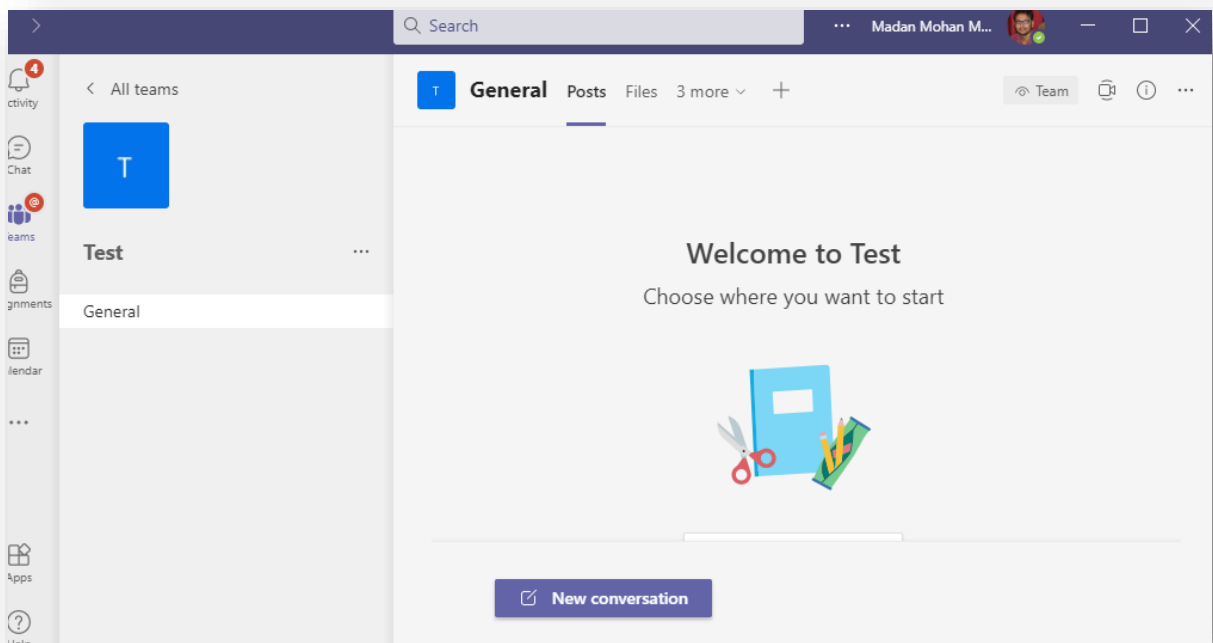 Search
Madan Mohan M...
4
ctivity
Chat
@
eams
gnments
lendar
Apps
All teams
T
Test
General
T
General Posts Files 3 more
Team
Welcome to Test
Choose where you want to start
New conversation